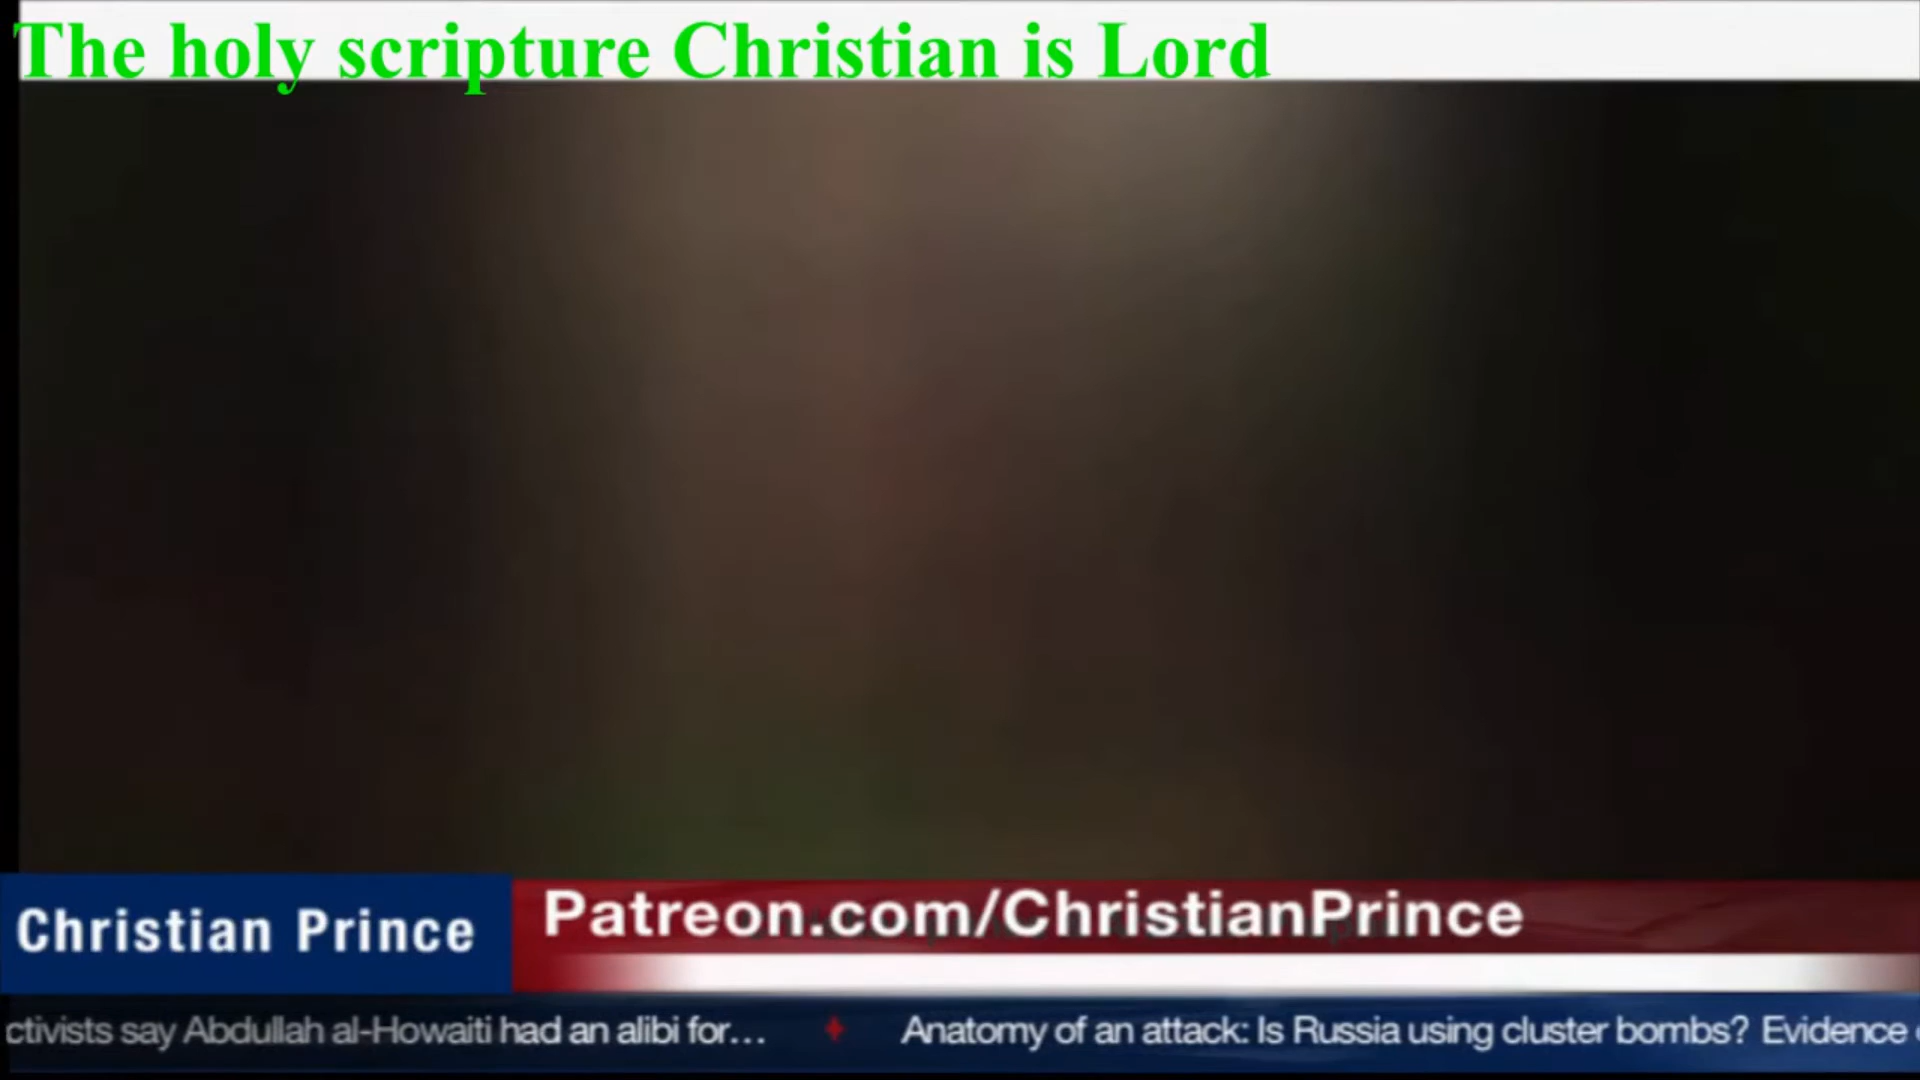 The holy scripture Christian is Lord
Christian Prince
Patreon.com/ChristianPrince
ctivists say Abdullah al-Howaiti had an alibi for… Anatomy of an attack: Is Russia using cluster bombs? Evidence